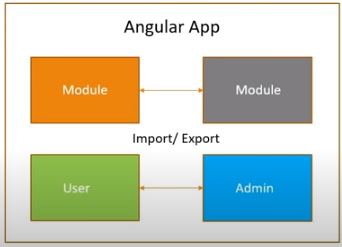 Angular App
Module
Module
Import/ Export
User
Admin